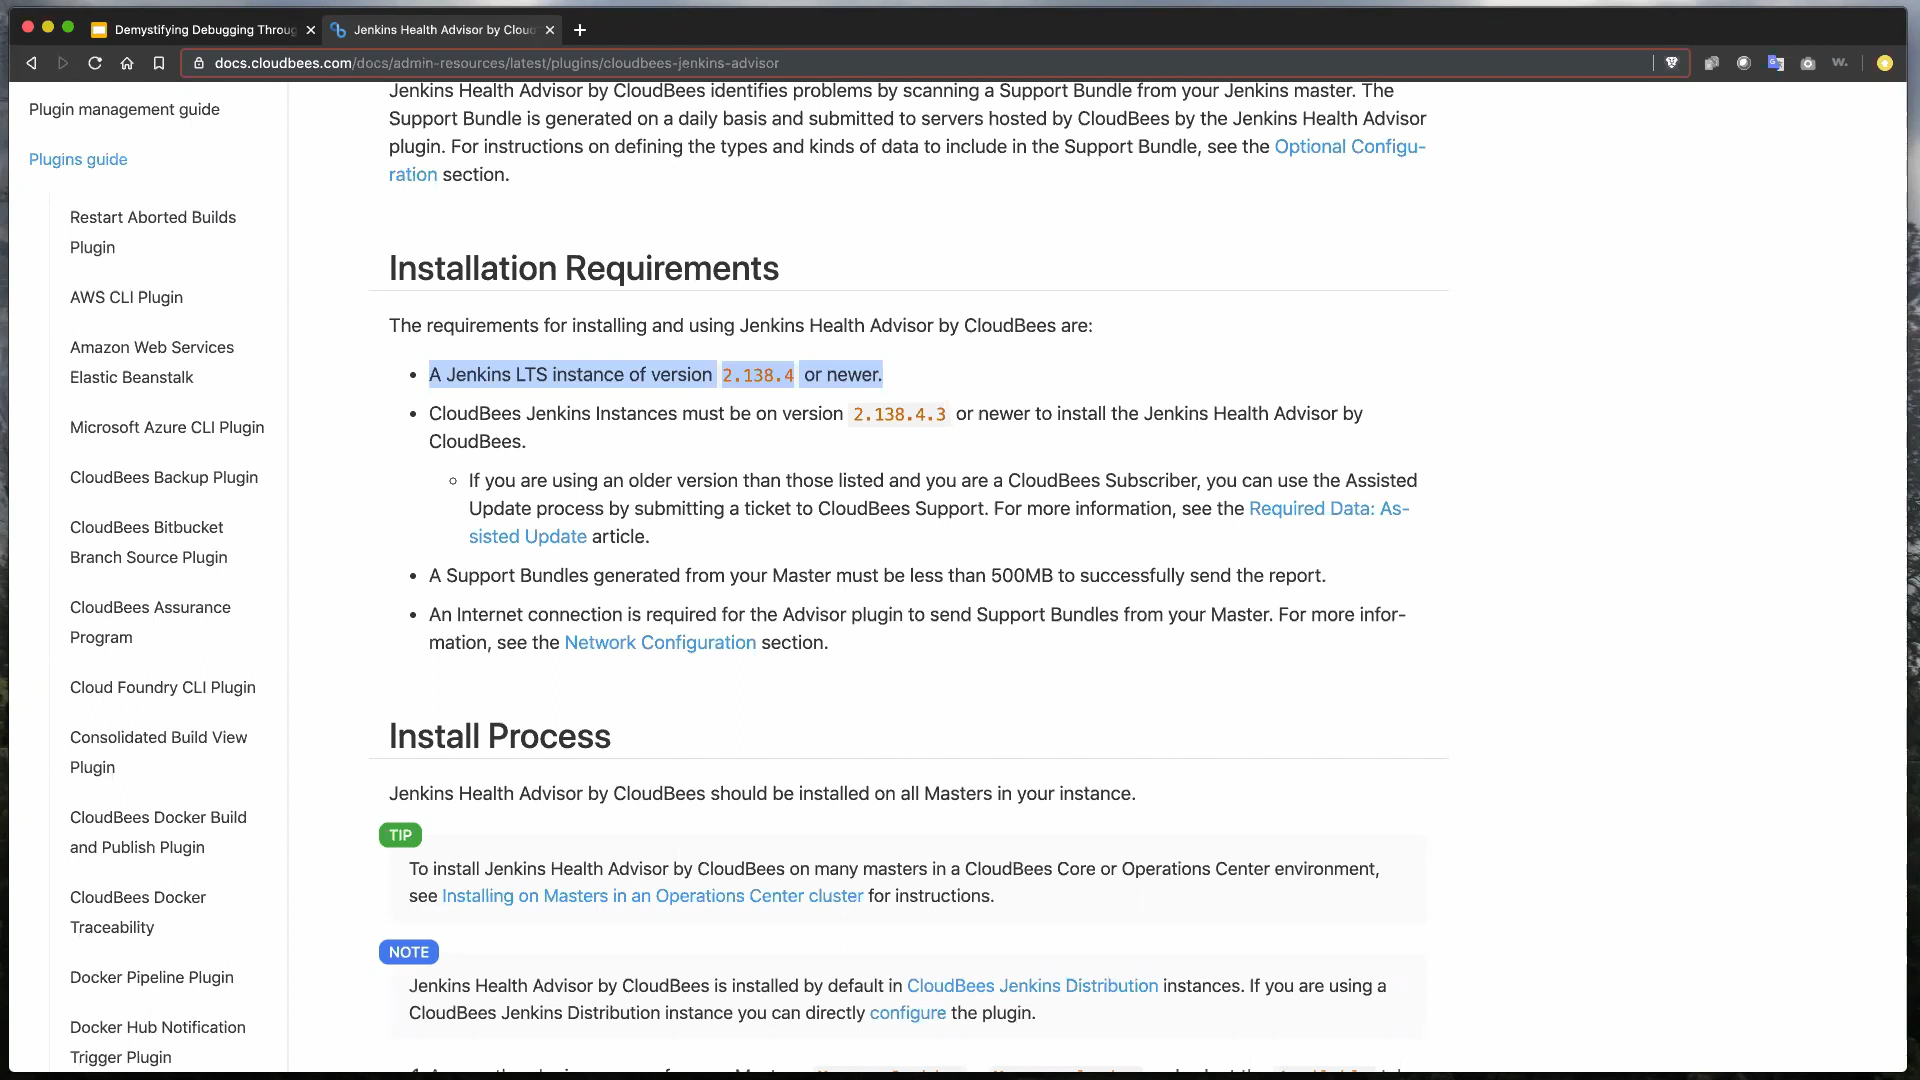 Demystifying Debugging Throu
Jenkins Health Advisor by Cloud
docs.cloudbees.com/docs/admin-resources/latest/plugins/cloudbees-jenkins-advisor
W.
Plugin management guide
Plugins guide
Restart Aborted Builds
Plugin
AWS CLI Plugin
Amazon Web Services
Elastic Beanstalk
Microsoft Azure CLI Plugin
CloudBees Backup Plugin
CloudBees Bitbucket
Branch Source Plugin
CloudBees Assurance
Program
Cloud Foundry CLI Plugin
Consolidated Build View
Plugin
CloudBees Docker Build
and Publish Plugin
CloudBees Docker
Traceability
Docker Pipeline Plugin
Docker Hub Notification
Trigger Plugin
Jenkins Health Advisor by CloudBees identifies problems by scanning a Support Bundle from your Jenkins master. The
Support Bundle is generated on a daily basis and submitted to servers hosted by CloudBees by the Jenkins Health Advisor
plugin. For instructions on defining the types and kinds of data to include in the Support Bundle, see the Optional Configu-
ration section.
Installation Requirements
The requirements for installing and using Jenkins Health Advisor by CloudBees are:
• A Jenkins LTS instance of version 2.138.4 or newer.
• CloudBees Jenkins Instances must be on version 2.138.4.3 or newer to install the Jenkins Health Advisor by
CloudBees.
◦ If you are using an older version than those listed and you are a CloudBees Subscriber, you can use the Assisted
Update process by submitting a ticket to CloudBees Support. For more information, see the Required Data: As-
sisted Update article.
• A Support Bundles generated from your Master must be less than 500MB to successfully send the report.
• An Internet connection is required for the Advisor plugin to send Support Bundles from your Master. For more infor-
mation, see the Network Configuration section.
Install Process
Jenkins Health Advisor by CloudBees should be installed on all Masters in your instance.
TIP
To install Jenkins Health Advisor by CloudBees on many masters in a CloudBees Core or Operations Center environment,
see Installing on Masters in an Operations Center cluster for instructions.
NOTE
Jenkins Health Advisor by CloudBees is installed by default in CloudBees Jenkins Distribution instances. If you are using a
CloudBees Jenkins Distribution instance you can directly configure the plugin.